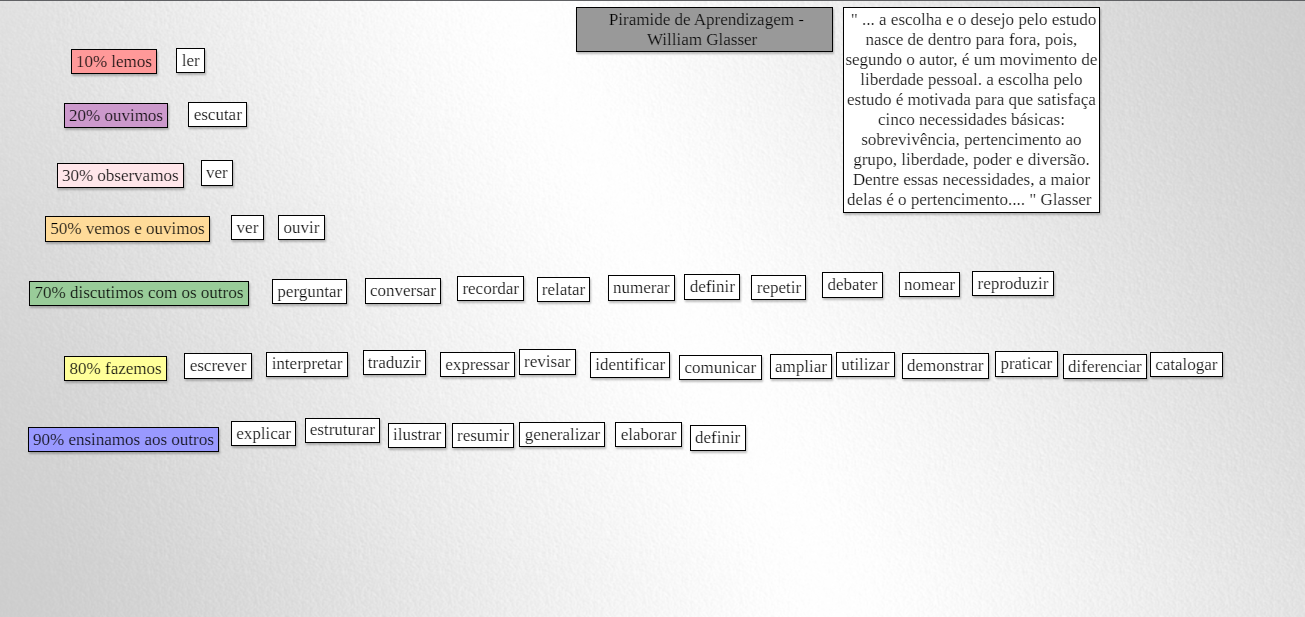 Piramide de Aprendizagem -
William Glasser
" ... a escolha e o desejo pelo estudo
nasce de dentro para fora, pois,
segundo o autor, é um movimento de
liberdade pessoal. a escolha pelo
estudo é motivada para que satisfaça
cinco necessidades básicas:
sobrevivência, pertencimento ao
grupo, liberdade, poder e diversão.
Dentre essas necessidades, a maior
delas é o pertencimento.... " Glasser
10% lemos ler
20% ouvimos escutar
30% observamos ver
50% vemos e ouvimos ver ouvir
70% discutimos com os outros perguntar conversar recordar relatar numerar definir repetir debater nomear reproduzir
80% fazemos escrever interpretar traduzir expressar revisar identificar comunicar ampliar utilizar demonstrar praticar diferenciar catalogar
90% ensinamos aos outros explicar estruturar ilustrar resumir generalizar elaborar definir